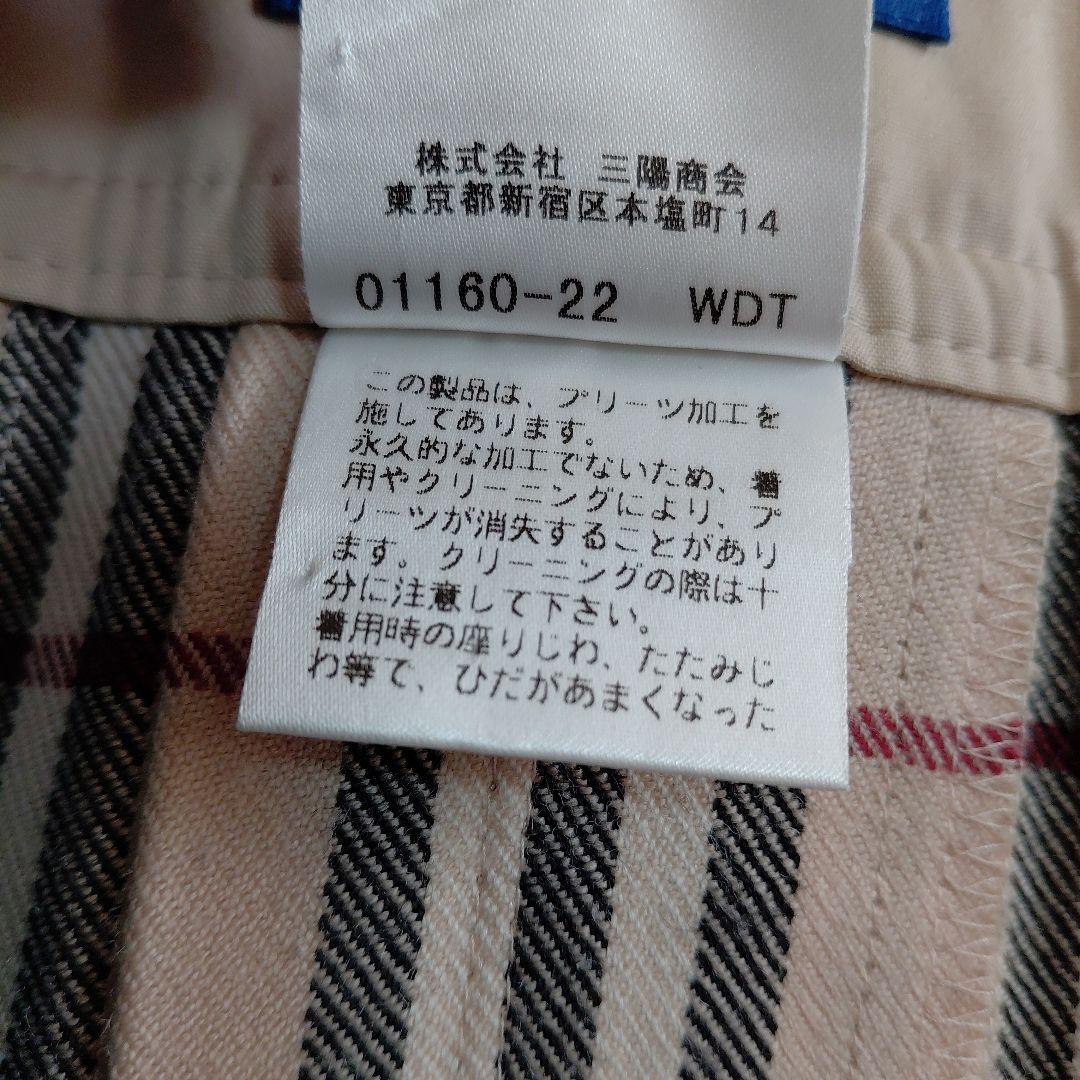 株式会社 三陽商会
東京都新宿区本塩町14
01160-22 WDT
この製品は、プリーツ加工を
施してあります。
永久的な加工でないため、着
用やクリーニングにより、プ
リーツが消失することがあり
ます。クリーニングの際は十
分に注意して下さい。
着用時の座りじわ、たたみじ
わ等で、ひだがあまくなった